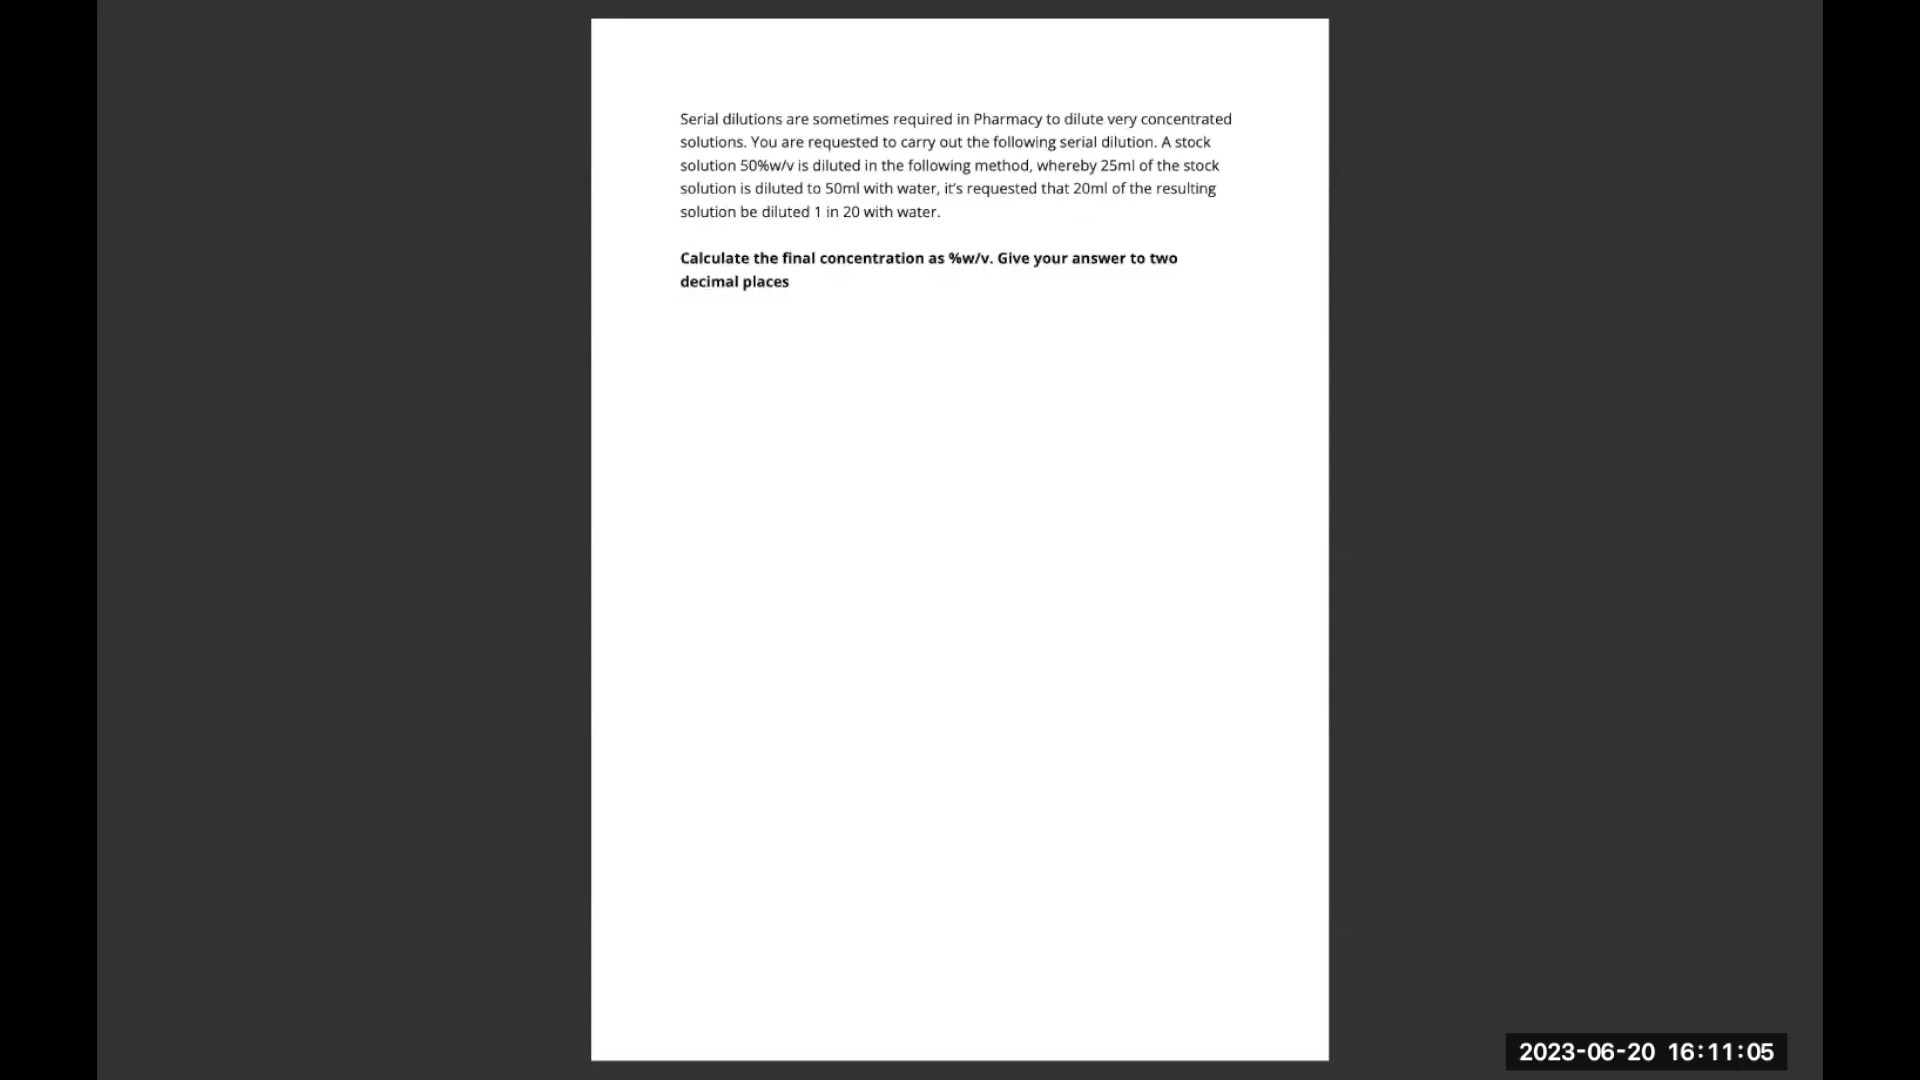 Serial dilutions are sometimes required in Pharmacy to dilute very concentrated
solutions. You are requested to carry out the following serial dilution. A stock
solution 50%w/v is diluted in the following method, whereby 25ml of the stock
solution is diluted to 50ml with water, it’s requested that 20ml of the resulting
solution be diluted 1 in 20 with water.
Calculate the final concentration as %w/v. Give your answer to two
decimal places
2023-06-20 16:11:05